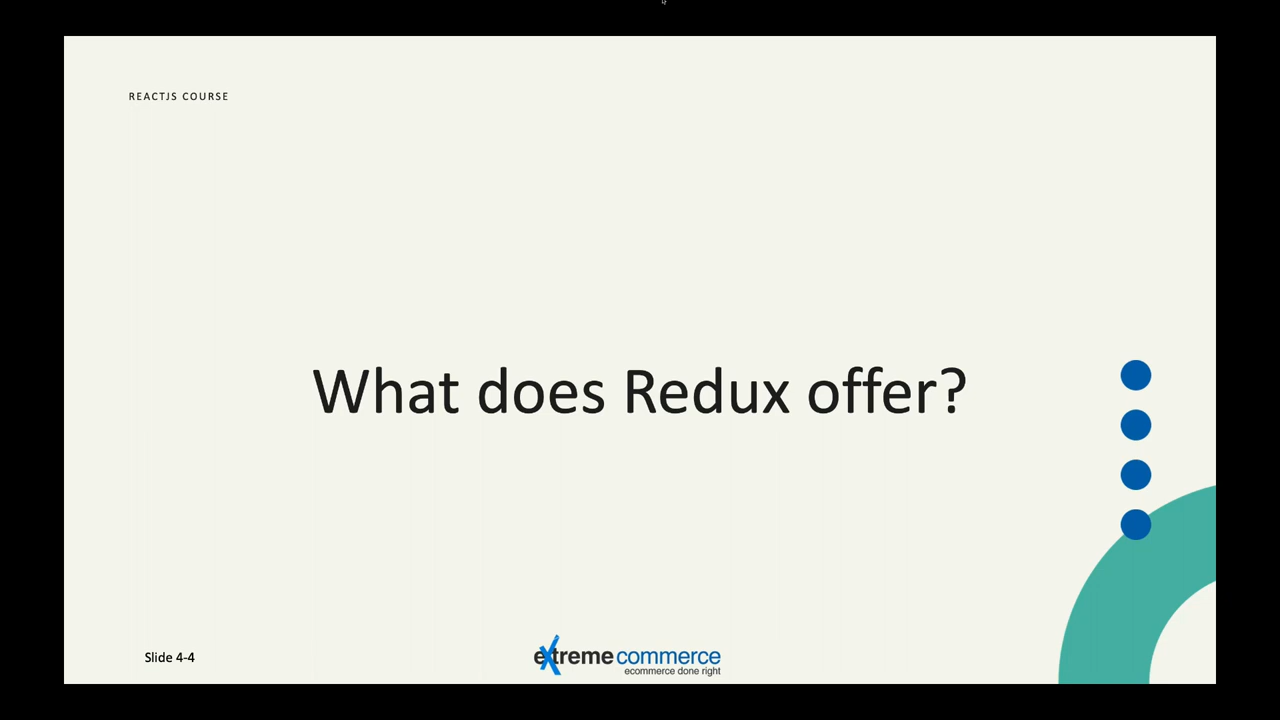 REACTJS COURSE
What does Redux offer?
Slide 4-4
extreme commerce
ecommerce done right